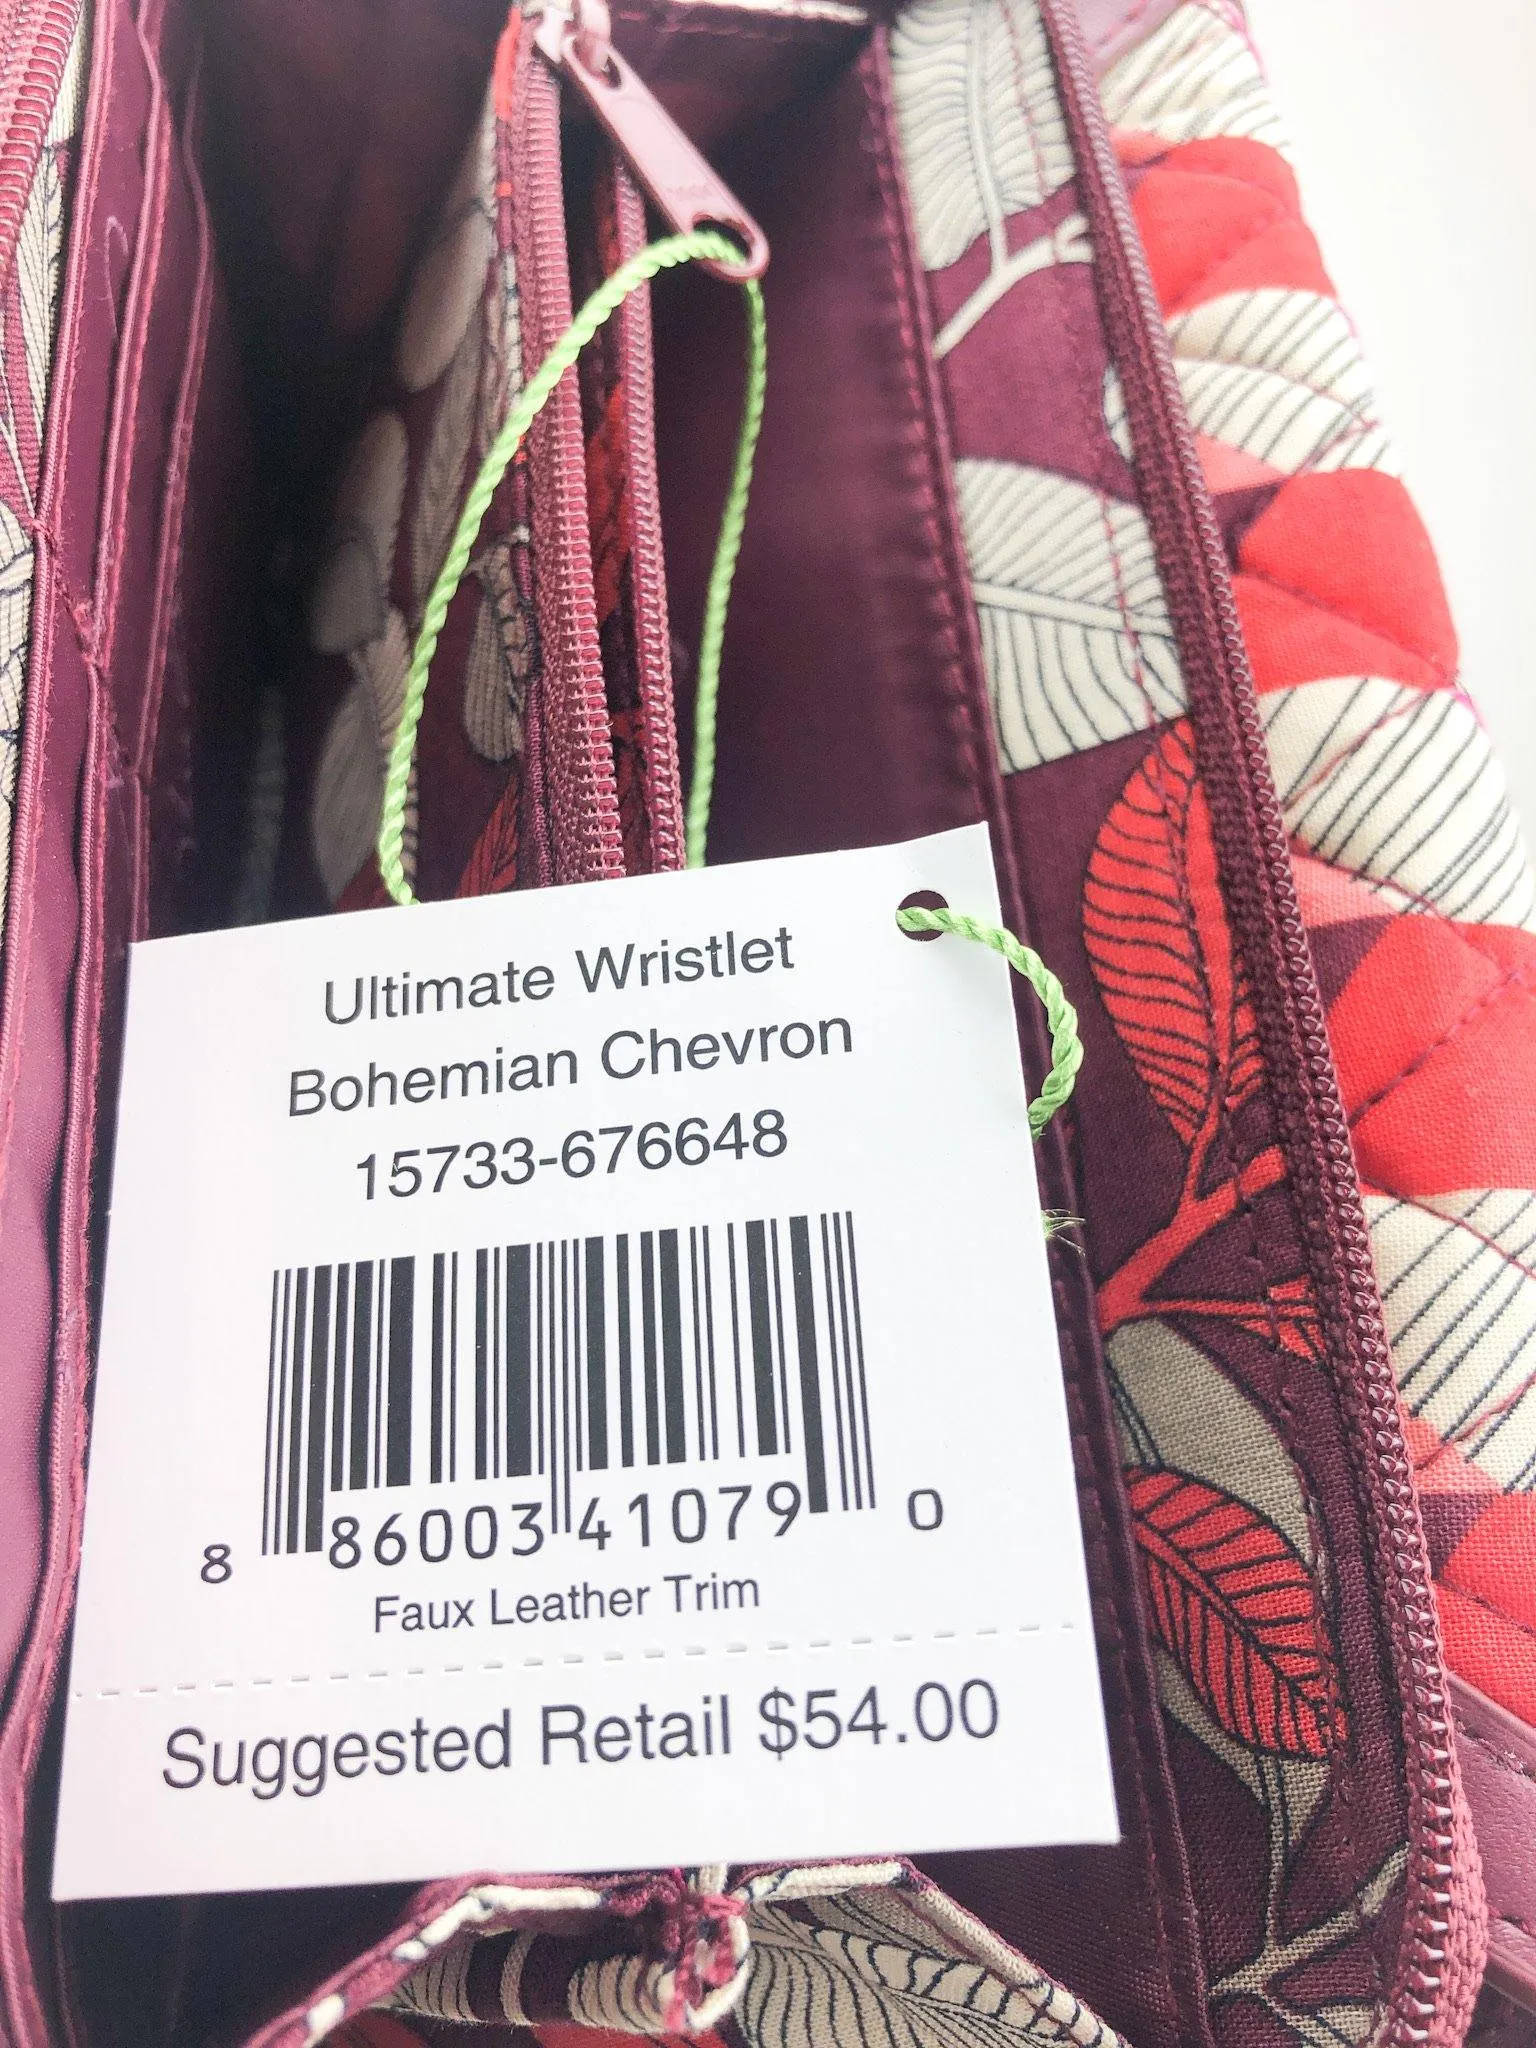 Ultimate Wristlet
Bohemian Chevron
15733-676648
8 86003 41079 0
Faux Leather Trim
Suggested Retail $54.00